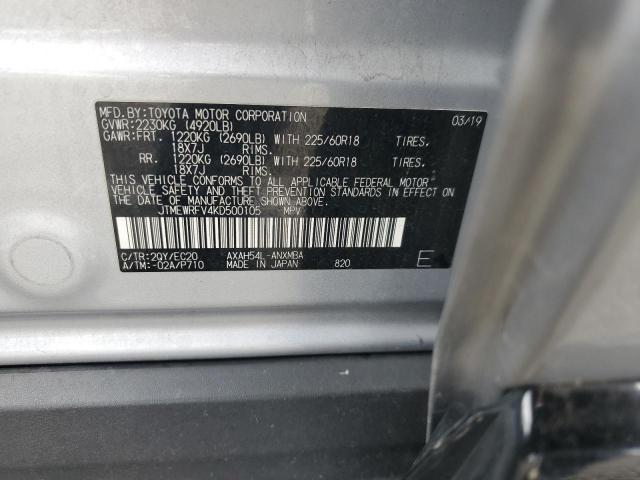 MFD.BY:TOYOTA MOTOR CORPORATION 03/19
GVWR:2230KG (4920LB)
GAWR:FRT. 1220KG (2690LB) WITH 225/60R18 TIRES.
18X7J RIMS.
RR. 1220KG (2690LB) WITH 225/60R18 TIRES.
18X7J RIMS.
THIS VEHICLE CONFORMS TO ALL APPLICABLE FEDERAL MOTOR
VEHICLE SAFETY AND THEFT PREVENTION STANDARDS IN EFFECT ON
THE DATE OF MANUFACTURE SHOWN ABOVE.
JTMEWRFV4KD500105 MPV
C/TR:2QY/EC20 AXAH54L-ANXMBA
A/TM:-02A/P710 MADE IN JAPAN 820 E